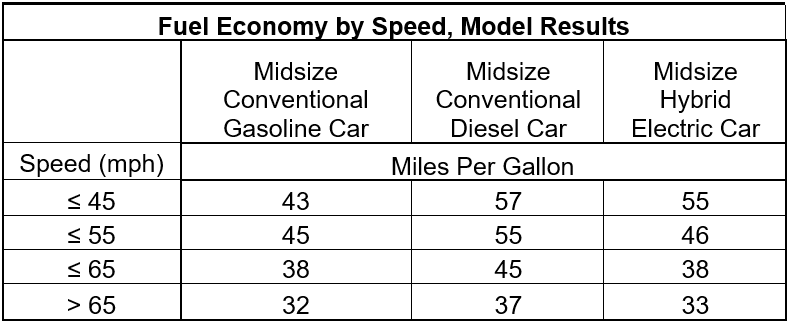 Fuel Economy by Speed, Model Results
Midsize Conventional Gasoline Car
Midsize Conventional Diesel Car
Midsize Hybrid Electric Car
Speed (mph) Miles Per Gallon
≤ 45 43 57 55
≤ 55 45 55 46
≤ 65 38 45 38
> 65 32 37 33